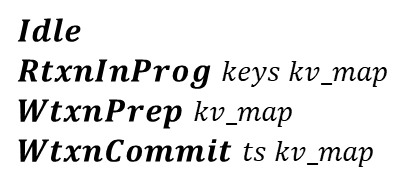 Idle
RtxnInProg keys kv_map
WtxnPrep kv_map
WtxnCommit ts kv_map